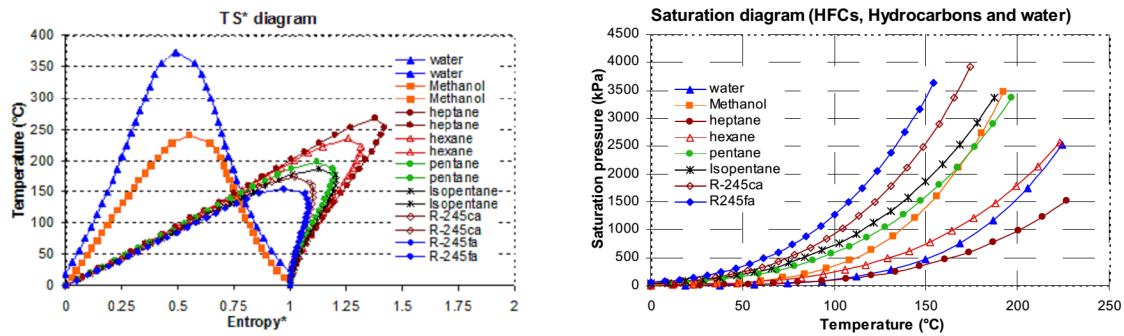 TS* diagram
Temperature (°C)
400
350
300
250
200
150
100
50
0
water
water
Methanol
Methanol
heptane
heptane
hexane
hexane
pentane
pentane
Isopentane
Isopentane
R-245ca
R-245ca
R-245fa
R-245fa
0
0.25
0.5
0.75
1
1.25
1.5
1.75
2
Entropy*
Saturation diagram (HFCs, Hydrocarbons and water)
Saturation pressure (kPa)
4500
4000
3500
3000
2500
2000
1500
1000
500
0
water
Methanol
heptane
hexane
pentane
Isopentane
R-245ca
R245fa
0
50
100
150
200
250
Temperature (°C)